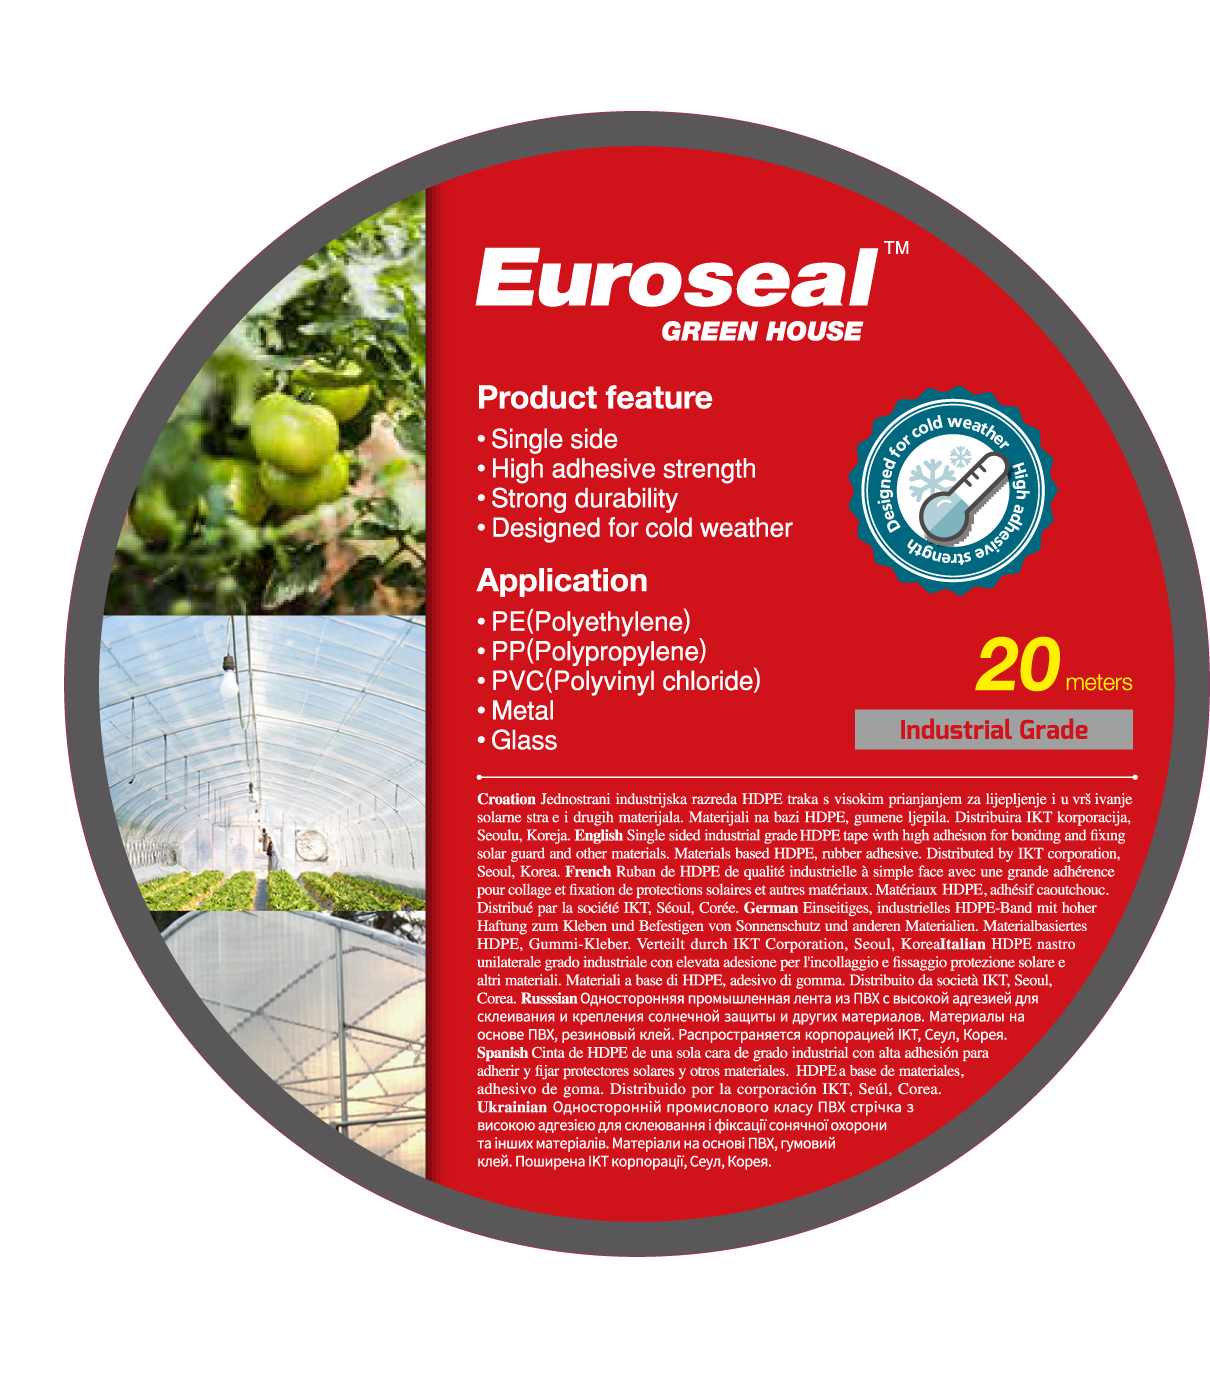 Euroseal™
GREEN HOUSE
Product feature
• Single side
• High adhesive strength
• Strong durability
• Designed for cold weather
Designed for cold weather
High adhesive strength
Application
• PE(Polyethylene)
• PP(Polypropylene)
• PVC(Polyvinyl chloride)
• Metal
• Glass
20 meters
Industrial Grade
Croation Jednostrani industrijska razreda HDPE traka s visokim prianjanjem za lijepljenje i u vrš ivanje
solarne stra e i drugih materijala. Materijali na bazi HDPE, gumene ljepila. Distribuira IKT korporacija,
Seoulu, Koreja. English Single sided industrial grade HDPE tape with high adhesion for bonding and fixing
solar guard and other materials. Materials based HDPE, rubber adhesive. Distributed by IKT corporation,
Seoul, Korea. French Ruban de HDPE de qualité industrielle à simple face avec une grande adhérence
pour collage et fixation de protections solaires et autres matériaux. Matériaux HDPE, adhésif caoutchouc.
Distribué par la société IKT, Séoul, Corée. German Einseitiges, industrielles HDPE-Band mit hoher
Haftung zum Kleben und Befestigen von Sonnenschutz und anderen Materialien. Materialbasiertes
HDPE, Gummi-Kleber. Verteilt durch IKT Corporation, Seoul, KoreaItalian HDPE nastro
unilaterale grado industriale con elevata adesione per l'incollaggio e fissaggio protezione solare e
altri materiali. Materiali a base di HDPE, adesivo di gomma. Distribuito da società IKT, Seoul,
Corea. Russsian Односторонняя промышленная лента из ПВХ с высокой адгезией для
склеивания и крепления солнечной защиты и других материалов. Материалы на
основе ПВХ, резиновый клей. Распространяется корпорацией IKT, Сеул, Корея.
Spanish Cinta de HDPE de una sola cara de grado industrial con alta adhesión para
adherir y fijar protectores solares y otros materiales. HDPE a base de materiales,
adhesivo de goma. Distribuido por la corporación IKT, Seúl, Corea.
Ukrainian Односторонній промислового класу ПВХ стрічка з
високою адгезією для склеювання і фіксації сонячної охорони
та інших матеріалів. Матеріали на основі ПВХ, гумовий
клей. Поширена ІКТ корпорації, Сеул, Корея.